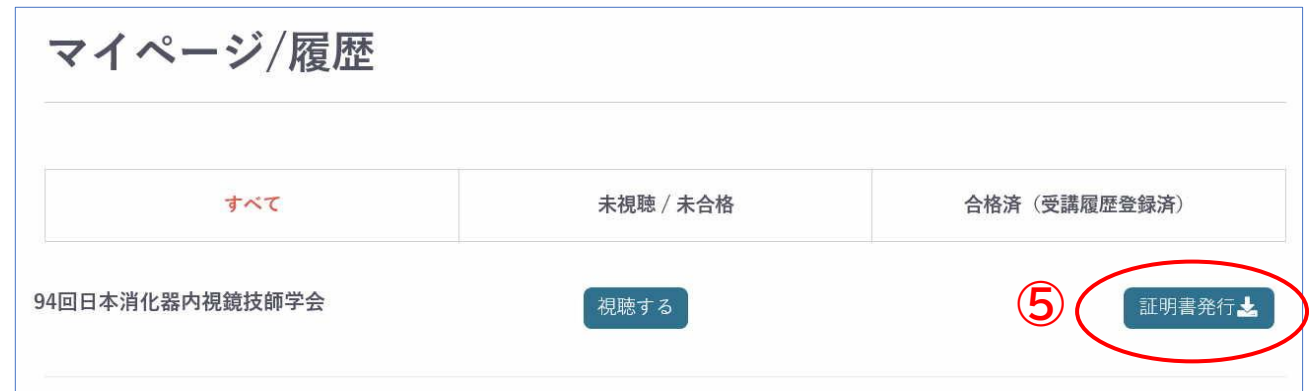 マイページ/履歴
すべて
未視聴 / 未合格
合格済（受講履歴登録済）
94回日本消化器内視鏡技師学会
視聴する
⑤
証明書発行